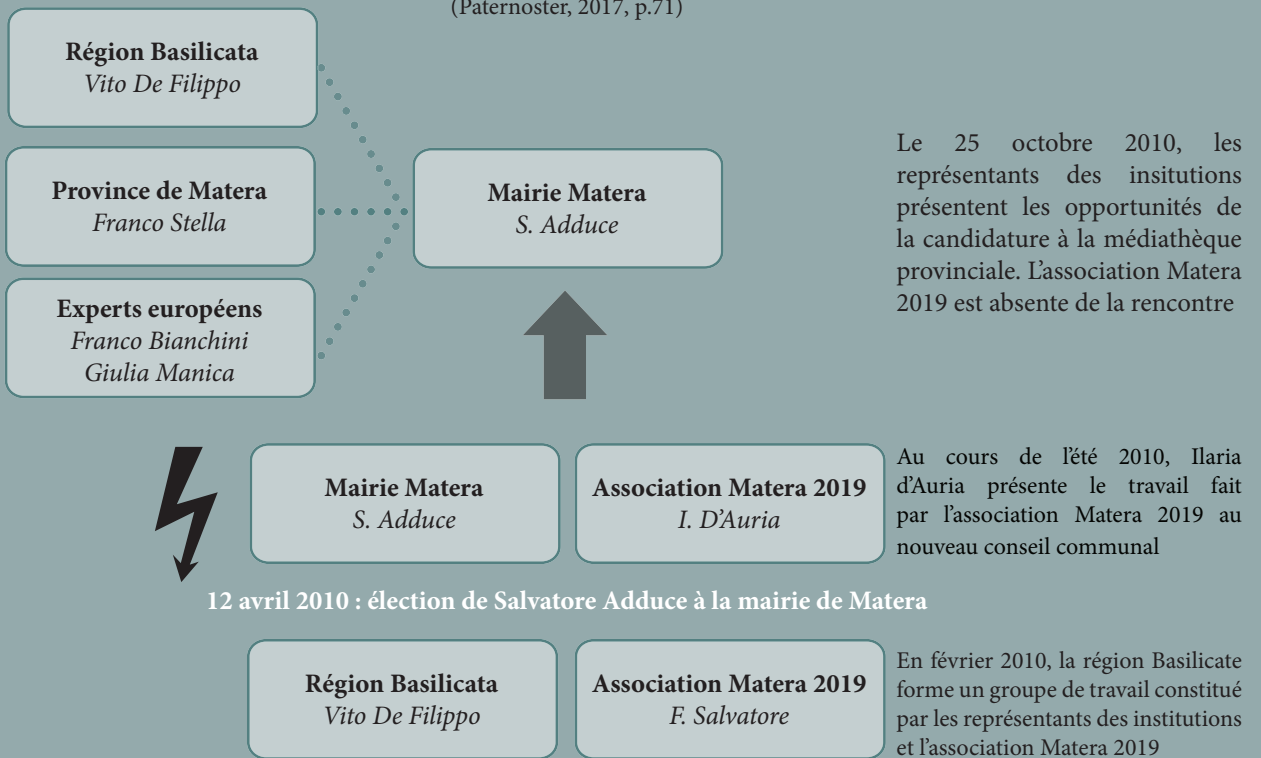 (Paternoster, 2017, p.71)
Région Basilicata
Vito De Filippo
Province de Matera
Franco Stella
Experts européens
Franco Bianchini
Giulia Manica
Mairie Matera
S. Adduce
Le 25 octobre 2010, les
représentants des insitutions
présentent les opportunités de
la candidature à la médiathèque
provinciale. L'association Matera
2019 est absente de la rencontre
Mairie Matera
S. Adduce
Association Matera 2019
I. D'Auria
Au cours de l'été 2010, Ilaria
d'Auria présente le travail fait
par l'association Matera 2019 au
nouveau conseil communal
12 avril 2010 : élection de Salvatore Adduce à la mairie de Matera
Région Basilicata
Vito De Filippo
Association Matera 2019
F. Salvatore
En février 2010, la région Basilicate
forme un groupe de travail constitué
par les représentants des institutions
et l'association Matera 2019